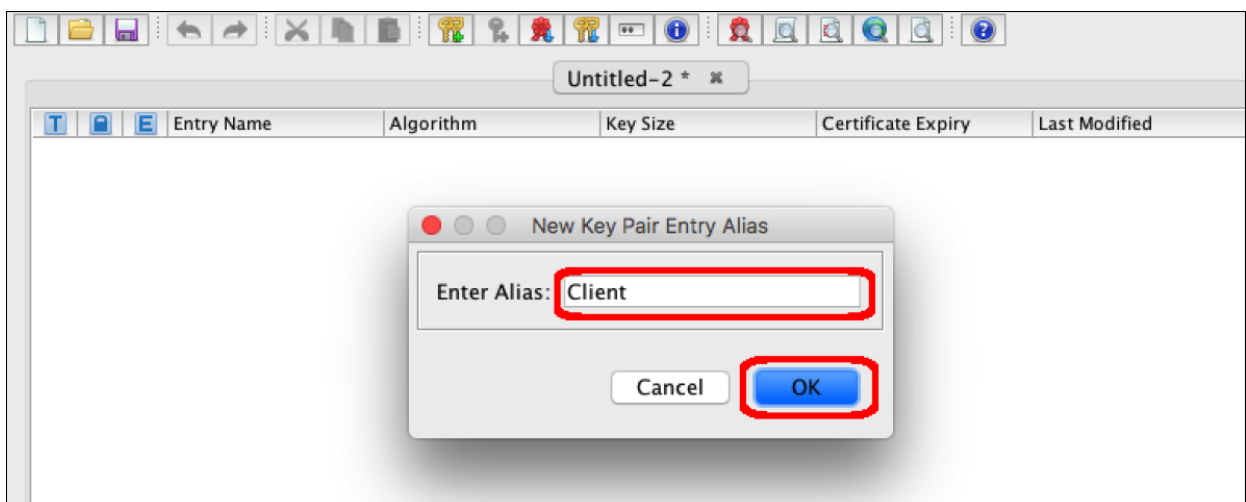 Untitled-2 *
T E Entry Name Algorithm Key Size Certificate Expiry Last Modified
New Key Pair Entry Alias
Enter Alias: Client
Cancel OK